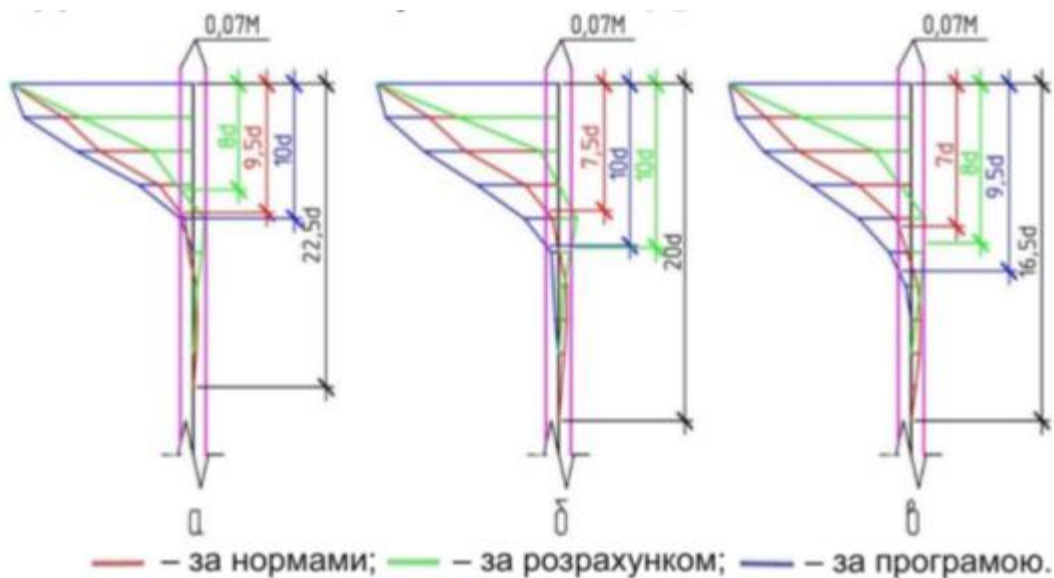 0,07M 0,07M 0,07M
8d 9,5d 10d 22,5d
7,5d 10d 10d 20d
7d 8d 9,5d 16,5d
а б в
– за нормами; – за розрахунком; – за програмою.